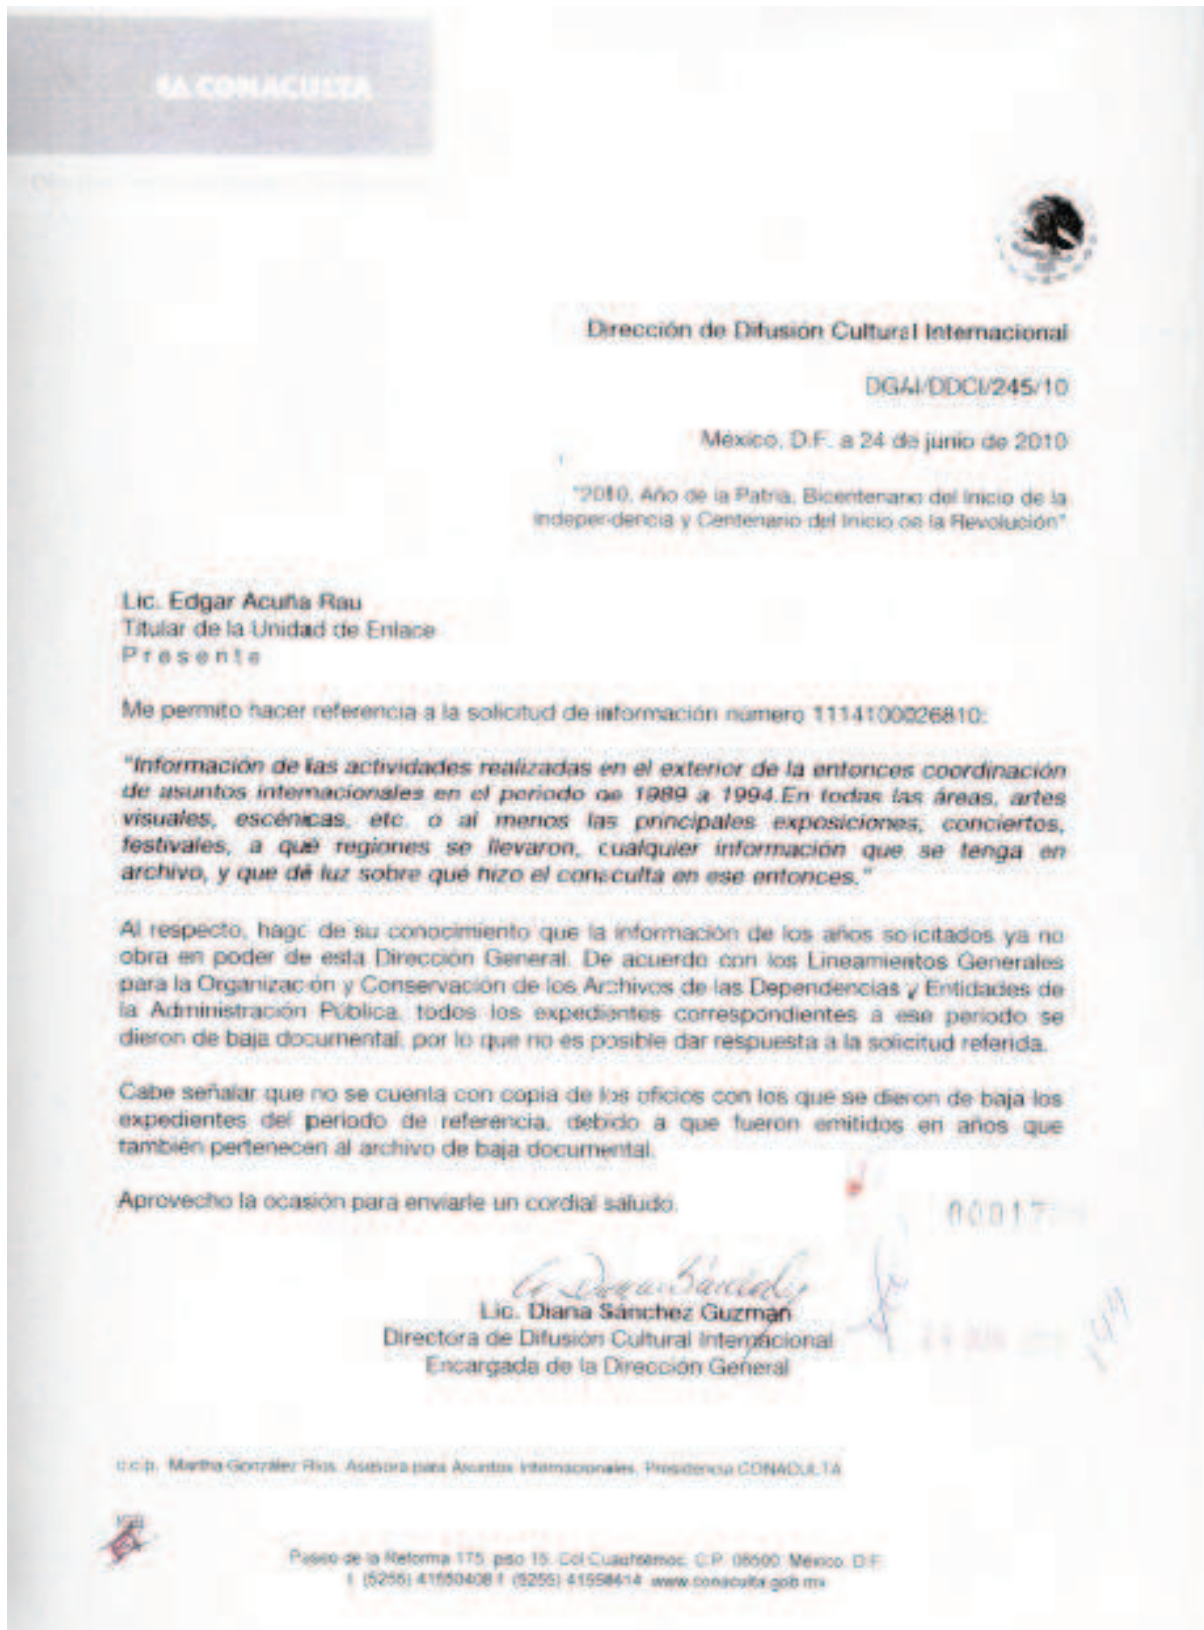 CONACULTA
Dirección de Difusión Cultural Internacional
DGAI/DDCI/245/10
México, D.F. a 24 de junio de 2010
"2010, Año de la Patria, Bicentenario del Inicio de la
Independencia y Centenario del Inicio de la Revolución"
Lic. Edgar Acuña Rau
Titular de la Unidad de Enlace
P r e s e n t e
Me permito hacer referencia a la solicitud de información número 1114100026810:
"Información de las actividades realizadas en el exterior de la entonces coordinación
de asuntos internacionales en el periodo de 1989 a 1994.En todas las áreas, artes
visuales, escénicas, etc. o al menos las principales exposiciones, conciertos,
festivales, a qué regiones se llevaron, cualquier información que se tenga en
archivo, y que dé luz sobre qué hizo el conaculta en ese entonces."
Al respecto, hago de su conocimiento que la información de los años solicitados ya no
obra en poder de esta Dirección General. De acuerdo con los Lineamientos Generales
para la Organización y Conservación de los Archivos de las Dependencias y Entidades de
la Administración Pública, todos los expedientes correspondientes a ese periodo se
dieron de baja documental, por lo que no es posible dar respuesta a la solicitud referida.
Cabe señalar que no se cuenta con copia de los oficios con los que se dieron de baja los
expedientes del periodo de referencia, debido a que fueron emitidos en años que
también pertenecen al archivo de baja documental.
Aprovecho la ocasión para enviarle un cordial saludo.
Lic. Diana Sánchez Guzmán
Directora de Difusión Cultural Internacional
Encargada de la Dirección General
c.c.p. Martha González Ríos. Asesora para Asuntos Internacionales. Presidencia CONACULTA
Paseo de la Reforma 175, piso 15, Col Cuauhtémoc, C.P. 06500, México, D.F.
www.conaculta.gob.mx